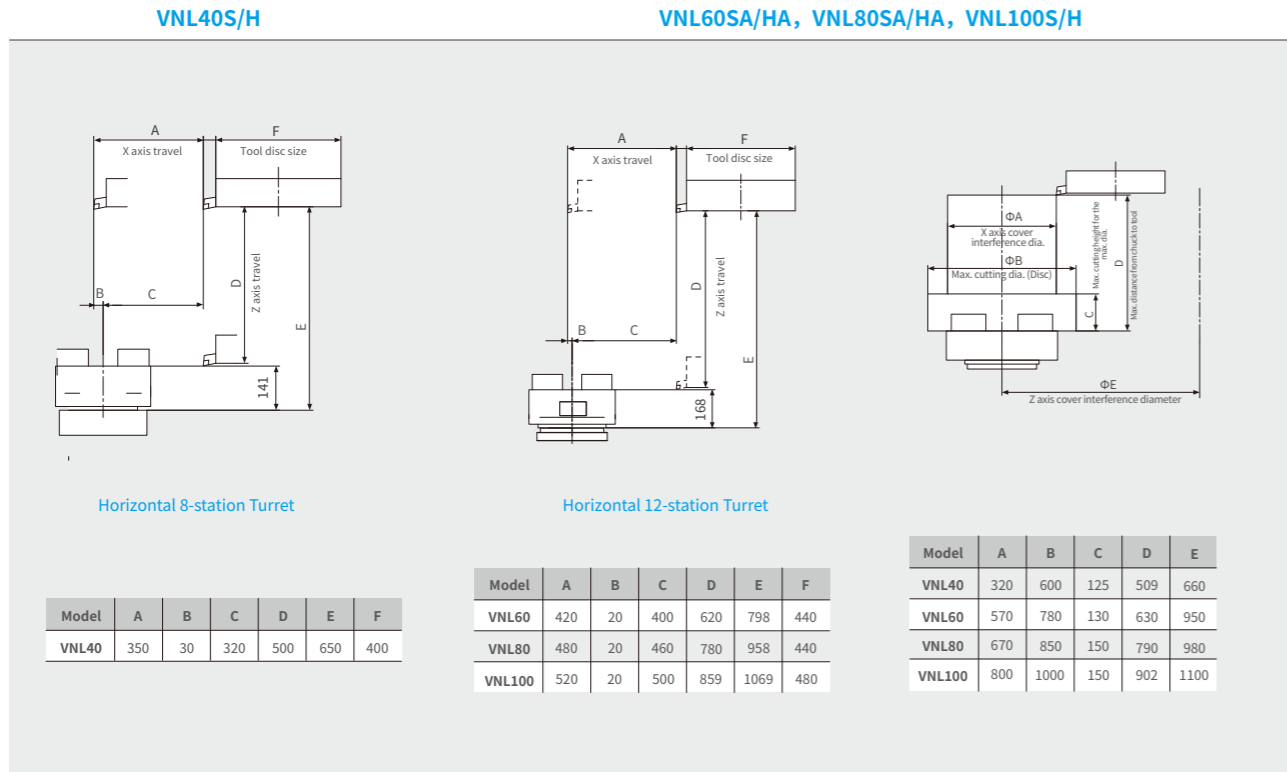 VNL40S/H
VNL60SA/HA，VNL80SA/HA，VNL100S/H
A
F
X axis travel
Tool disc size
B
C
D
Z axis travel
E
141
A
F
X axis travel
Tool disc size
B
C
D
Z axis travel
E
168
ΦA
X axis cover
interference dia.
ΦB
Max. cutting dia. (Disc)
Max. cutting height for the
max. dia.
C
D
Max. distance from chuck to tool
ΦE
Z axis cover interference diameter
Horizontal 8-station Turret
Horizontal 12-station Turret
Model A B C D E F
VNL40 350 30 320 500 650 400
Model A B C D E F
VNL60 420 20 400 620 798 440
VNL80 480 20 460 780 958 440
VNL100 520 20 500 859 1069 480
Model A B C D E
VNL40 320 600 125 509 660
VNL60 570 780 130 630 950
VNL80 670 850 150 790 980
VNL100 800 1000 150 902 1100